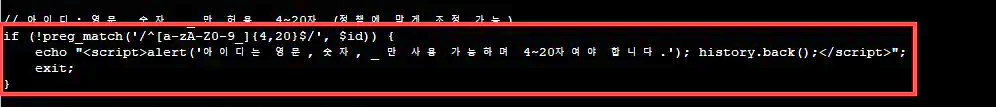 // 아이디: 영문, 숫자, _ 만 허용, 4~20자 (정책에 맞게 조정 가능)
if (!preg_match('/^[a-zA-Z0-9_]{4,20}$/', $id)) {
echo "<script>alert('아이디는 영문, 숫자, _ 만 사용 가능하며 4~20자여야 합니다.'); history.back();</script>";
exit;
}